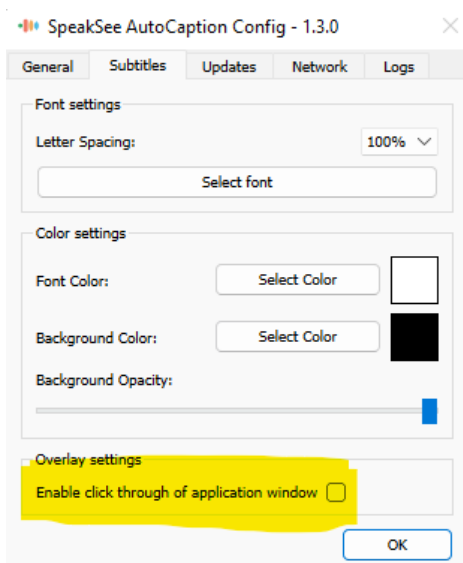 SpeakSee AutoCaption Config - 1.3.0
General Subtitles Updates Network Logs
Font settings
Letter Spacing: 100%
Select font
Color settings
Font Color: Select Color
Background Color: Select Color
Background Opacity:
Overlay settings
Enable click through of application window
OK